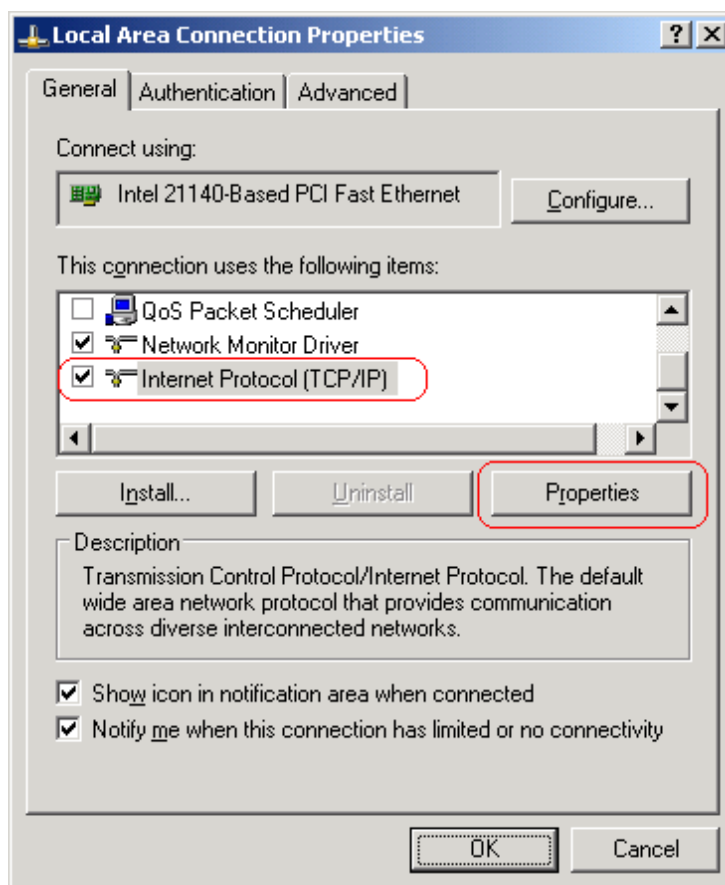 Local Area Connection Properties
General
Authentication
Advanced
Connect using:
Intel 21140-Based PCI Fast Ethernet
Configure...
This connection uses the following items:
QoS Packet Scheduler
Network Monitor Driver
Internet Protocol (TCP/IP)
Install...
Uninstall
Properties
Description
Transmission Control Protocol/Internet Protocol. The default
wide area network protocol that provides communication
across diverse interconnected networks.
Show icon in notification area when connected
Notify me when this connection has limited or no connectivity
OK
Cancel